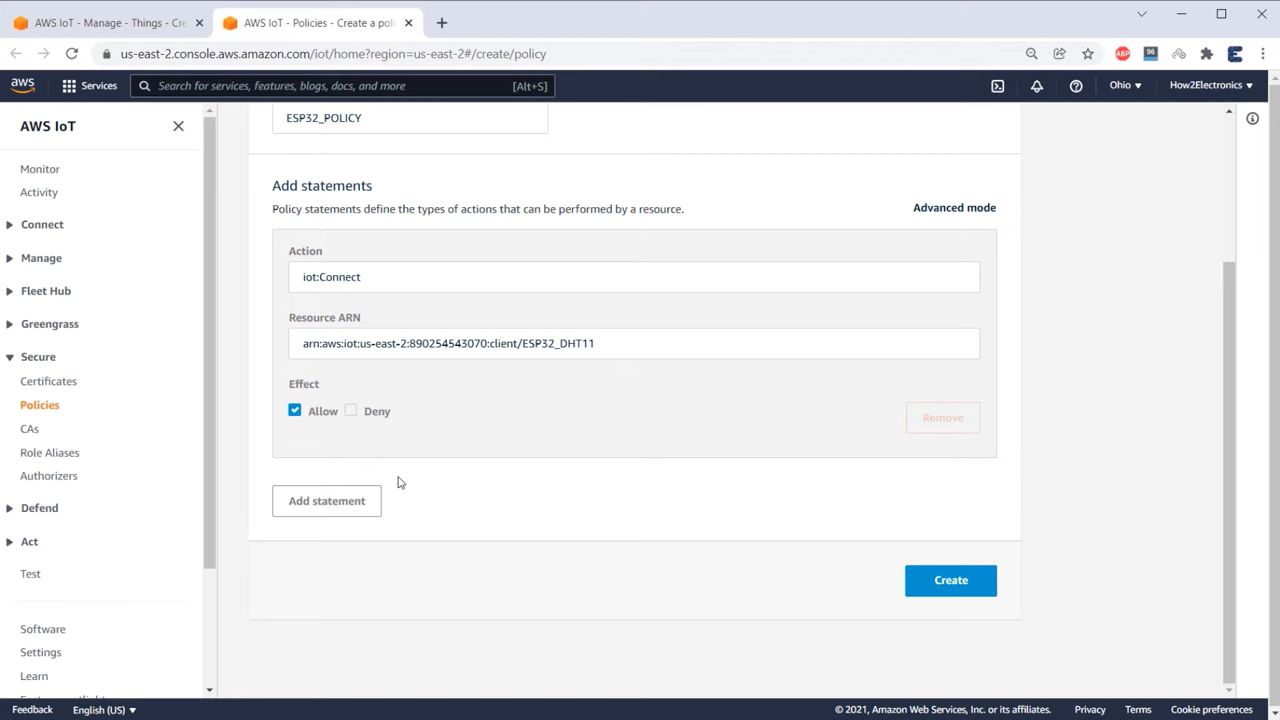 AWS IoT - Manage - Things - Cre
AWS IoT - Policies - Create a poli
us-east-2.console.aws.amazon.com/iot/home?region=us-east-2#/create/policy
ABP
96
aws
Services
Search for services, features, blogs, docs, and more
[Alt+S]
Ohio
How2Electronics
AWS IoT
Monitor
Activity
Connect
Manage
Fleet Hub
Greengrass
Secure
Certificates
Policies
CAs
Role Aliases
Authorizers
Defend
Act
Test
Software
Settings
Learn
ESP32_POLICY
Add statements
Policy statements define the types of actions that can be performed by a resource.
Advanced mode
Action
iot:Connect
Resource ARN
arn:aws:iot:us-east-2:890254543070:client/ESP32_DHT11
Effect
Allow
Deny
Remove
Add statement
Create
Feedback
English (US)
© 2021, Amazon Web Services, Inc. or its affiliates.
Privacy
Terms
Cookie preferences